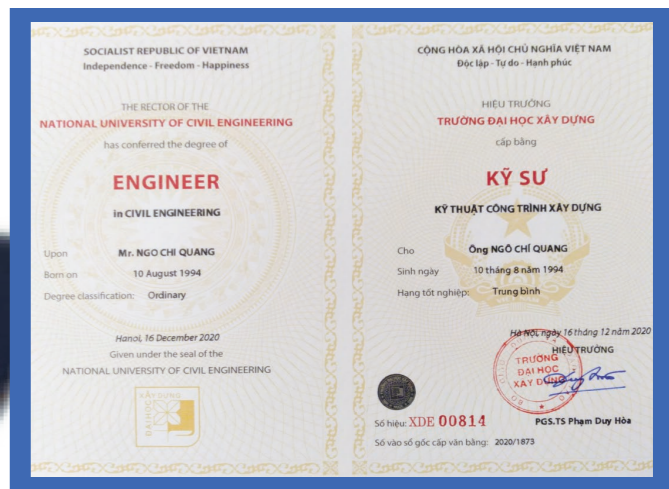 SOCIALIST REPUBLIC OF VIETNAM
Independence - Freedom - Happiness
THE RECTOR OF THE
NATIONAL UNIVERSITY OF CIVIL ENGINEERING
has conferred the degree of
ENGINEER
in CIVIL ENGINEERING
Upon Mr. NGO CHI QUANG
Born on 10 August 1994
Degree classification: Ordinary
Hanoi, 16 December 2020
Given under the seal of the
NATIONAL UNIVERSITY OF CIVIL ENGINEERING
XÂY DỰNG
ĐẠI HỌC
CỘNG HÒA XÃ HỘI CHỦ NGHĨA VIỆT NAM
Độc lập - Tự do - Hạnh phúc
HIỆU TRƯỞNG
TRƯỜNG ĐẠI HỌC XÂY DỰNG
cấp bằng
KỸ SƯ
KỸ THUẬT CÔNG TRÌNH XÂY DỰNG
Cho Ông NGÔ CHÍ QUANG
Sinh ngày 10 tháng 8 năm 1994
Hạng tốt nghiệp: Trung bình
Hà Nội, ngày 16 tháng 12 năm 2020
HIỆU TRƯỞNG
TRƯỜNG
ĐẠI HỌC
XÂY DỰNG
Số hiệu: XDE 00814 PGS.TS Phạm Duy Hòa
Số vào sổ gốc cấp văn bằng: 2020/1873